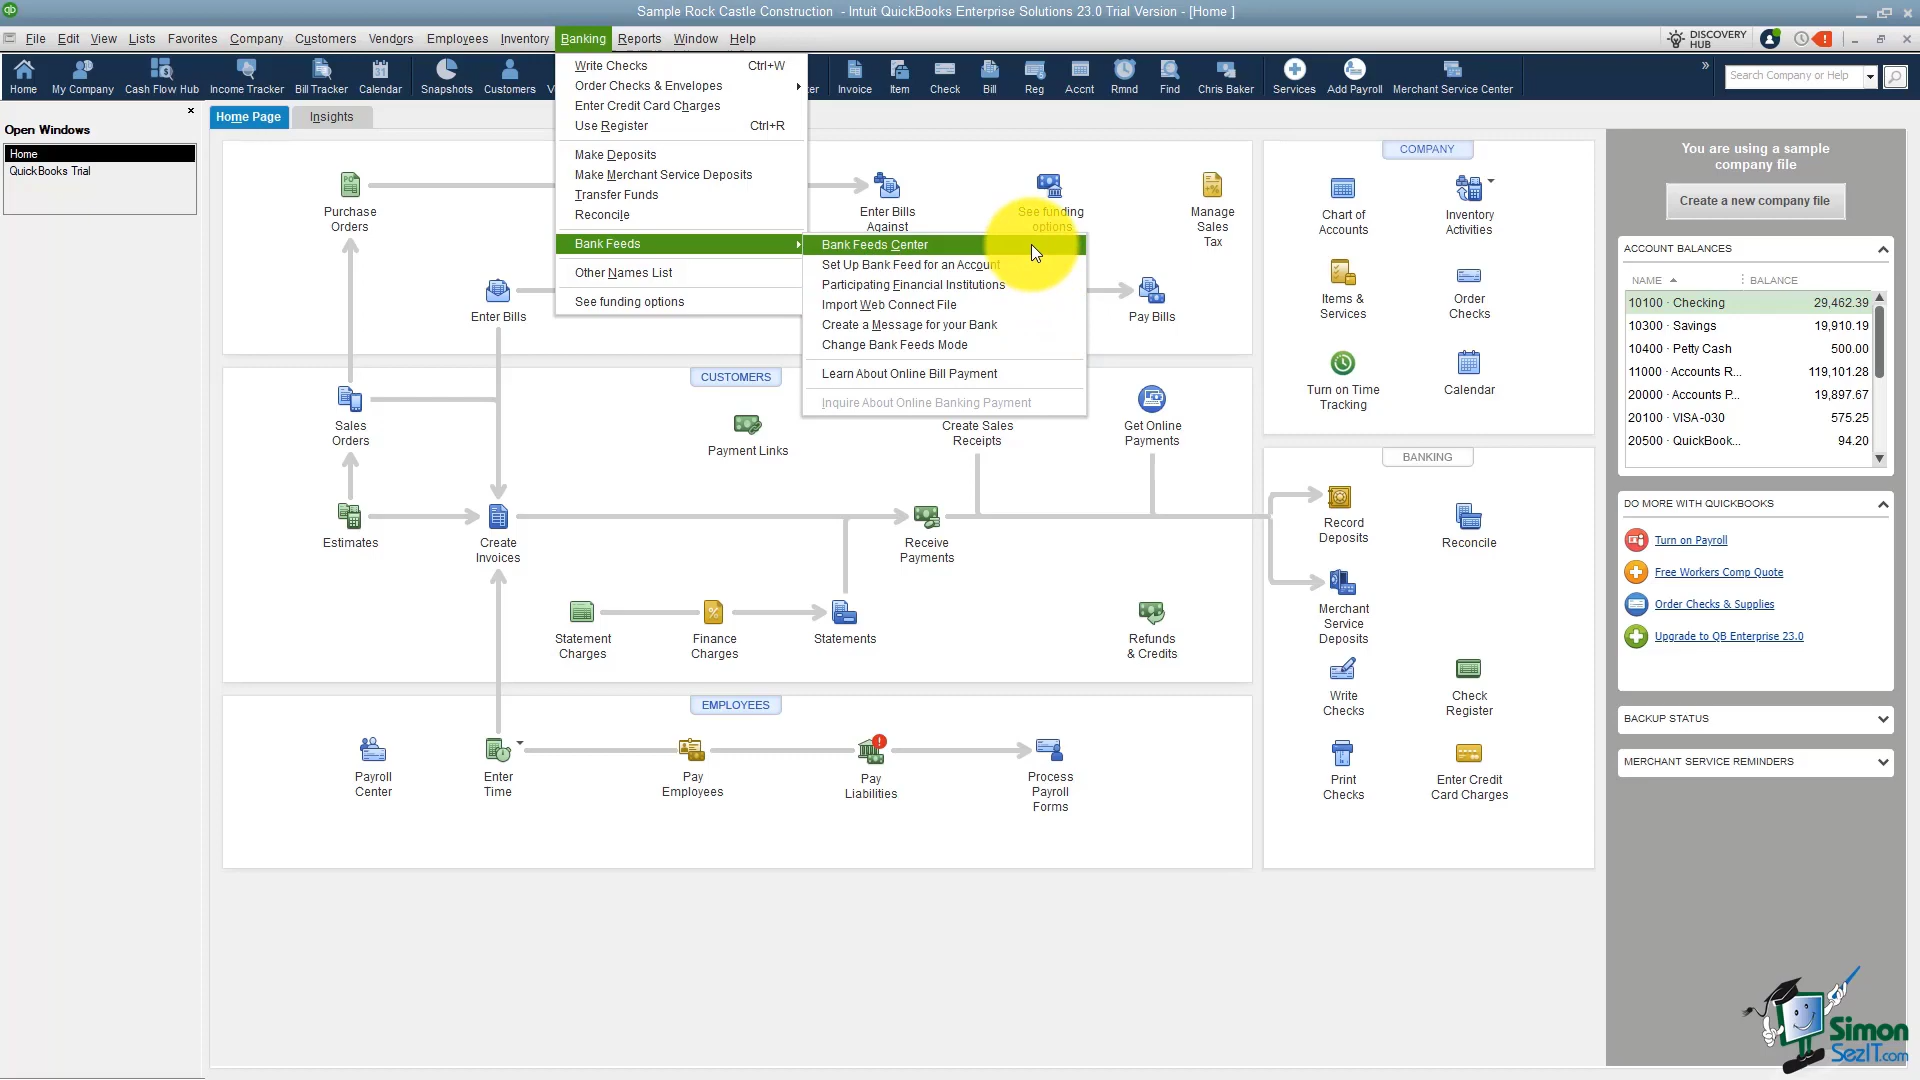 Sample Rock Castle Construction - Intuit QuickBooks Enterprise Solutions 23.0 Trial Version - [Home ]
File Edit View Lists Favorites Company Customers Vendors Employees Inventory Banking Reports Window Help
DISCOVERY
HUB
Home My Company Cash Flow Hub Income Tracker Bill Tracker Calendar Snapshots Customers Invoice Item Check Bill Reg Accnt Rmnd Find Chris Baker Services Add Payroll Merchant Service Center
Search Company or Help
Open Windows
Home
QuickBooks Trial
Home Page Insights
Write Checks Ctrl+W
Order Checks & Envelopes
Enter Credit Card Charges
Use Register Ctrl+R
Make Deposits
Make Merchant Service Deposits
Transfer Funds
Reconcile
Bank Feeds
Other Names List
See funding options
Bank Feeds Center
Set Up Bank Feed for an Account
Participating Financial Institutions
Import Web Connect File
Create a Message for your Bank
Change Bank Feeds Mode
Learn About Online Bill Payment
Inquire About Online Banking Payment
Purchase
Orders
Enter Bills
Against
See funding
options
Manage
Sales
Tax
Enter Bills
Pay Bills
CUSTOMERS
Sales
Orders
Payment Links
Create Sales
Receipts
Get Online
Payments
Estimates
Create
Invoices
Receive
Payments
Statement
Charges
Finance
Charges
Statements
Refunds
& Credits
EMPLOYEES
Payroll
Center
Enter
Time
Pay
Employees
Pay
Liabilities
Process
Payroll
Forms
COMPANY
Chart of
Accounts
Inventory
Activities
Items &
Services
Order
Checks
Turn on Time
Tracking
Calendar
BANKING
Record
Deposits
Reconcile
Merchant
Service
Deposits
Write
Checks
Check
Register
Print
Checks
Enter Credit
Card Charges
You are using a sample
company file
Create a new company file
ACCOUNT BALANCES
NAME BALANCE
10100 · Checking 29,462.39
10300 · Savings 19,910.19
10400 · Petty Cash 500.00
11000 · Accounts R... 119,101.28
20000 · Accounts P... 19,897.67
20100 · VISA-030 575.25
20500 · QuickBook... 94.20
DO MORE WITH QUICKBOOKS
Turn on Payroll
Free Workers Comp Quote
Order Checks & Supplies
Upgrade to QB Enterprise 23.0
BACKUP STATUS
MERCHANT SERVICE REMINDERS
Simon
SezIT.com